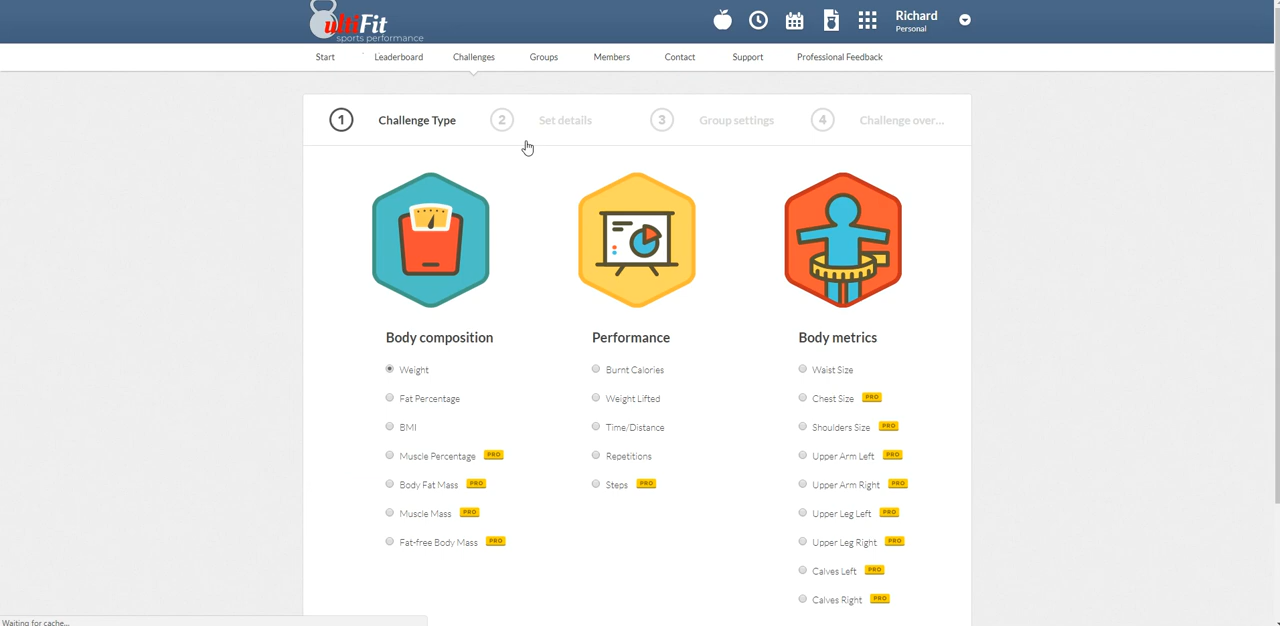 ultiFit
sports performance
Richard
Personal
Start
Leaderboard
Challenges
Groups
Members
Contact
Support
Professional Feedback
1 Challenge Type
2 Set details
3 Group settings
4 Challenge over...
Body composition
Weight
Fat Percentage
BMI
Muscle Percentage PRO
Body Fat Mass PRO
Muscle Mass PRO
Fat-free Body Mass PRO
Performance
Burnt Calories
Weight Lifted
Time/Distance
Repetitions
Steps PRO
Body metrics
Waist Size
Chest Size PRO
Shoulders Size PRO
Upper Arm Left PRO
Upper Arm Right PRO
Upper Leg Left PRO
Upper Leg Right PRO
Calves Left PRO
Calves Right PRO
Waiting for cache...